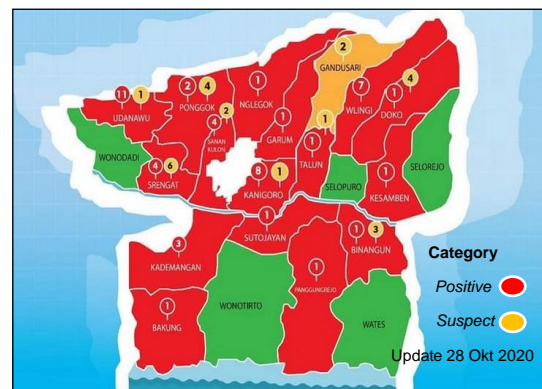 2
GANDUSARI
11 1
UDANAWU
2 4
PONGGOK
1
NGLEGOK
7
WLINGI
1 4
DOKO
4 2
SANAN
KULON
1
GARUM
1
1
TALUN
WONODADI
4 6
SRENGAT
8 1
KANIGORO
SELOPURO
1
KESAMBEN
SELOREJO
1
SUTOJAYAN
3
KADEMANGAN
1 3
BINANGUN
1
PANGGUNGREJO
1
BAKUNG
WONOTIRTO
WATES
Category
Positive
Suspect
Update 28 Okt 2020